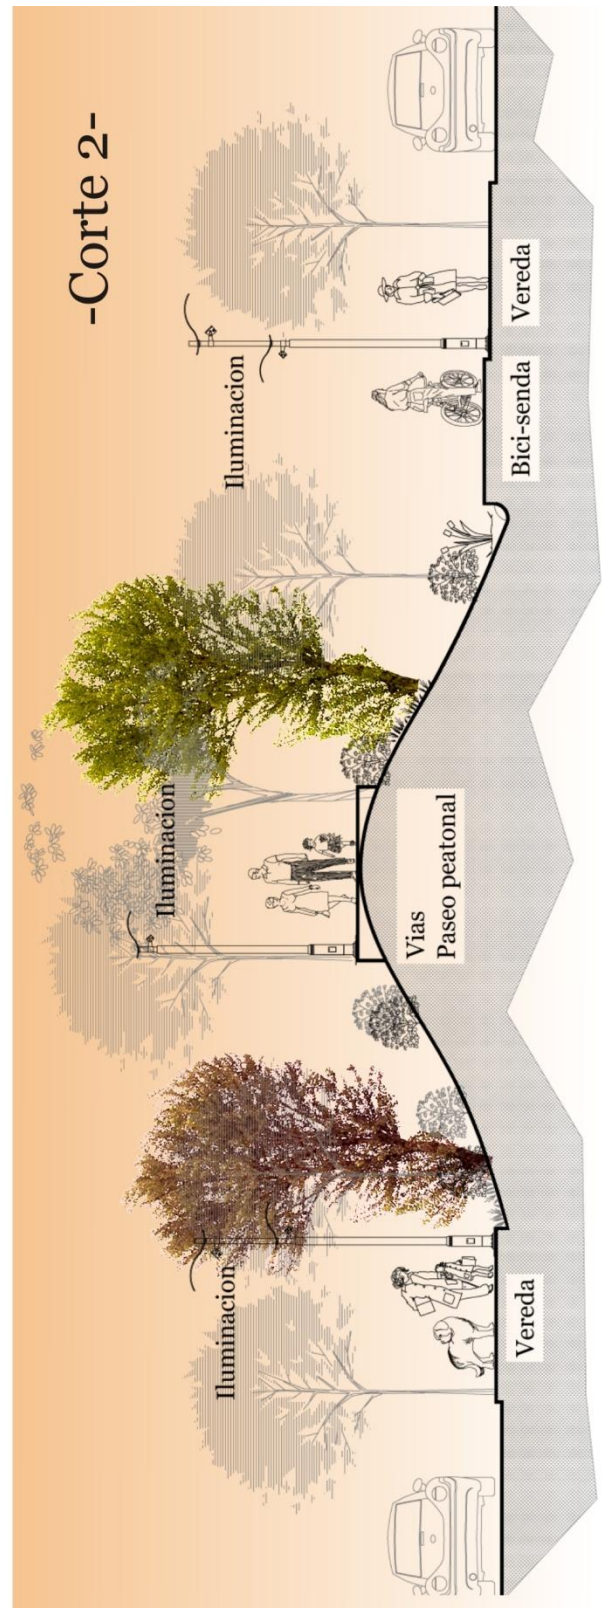 -Corte 2-
Iluminacion
Iluminacion
Iluminacion
Vereda
Vias
Paseo peatonal
Bici-senda
Vereda